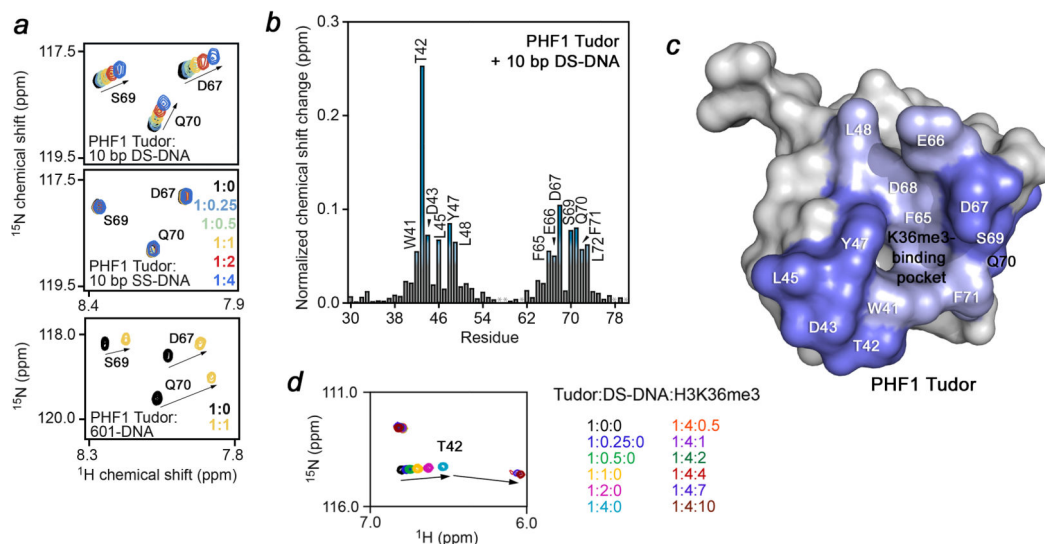 a
117.5
S69
D67
Q70
PHF1 Tudor:
10 bp DS-DNA
119.5
117.5
D67
1:0
S69
1:0.25
1:0.5
Q70
1:1
PHF1 Tudor:
1:2
10 bp SS-DNA
1:4
119.5
8.4
7.9
15N chemical shift (ppm)
118.0
D67
S69
Q70
1:0
PHF1 Tudor:
1:1
601-DNA
120.0
15N (ppm)
8.3
7.8
1H chemical shift (ppm)
b
Normalized chemical shift change (ppm)
0.3
0.2
0.1
0.0
PHF1 Tudor
+ 10 bp DS-DNA
W41
T42
D43
L45
Y47
L48
F65
E66
D67
S69
Q70
F71
L72
30
38
46
54
62
70
78
Residue
c
L48
E66
D68
D67
F65
S69
Y47
K36me3-
binding
pocket
Q70
L45
W41
F71
D43
T42
PHF1 Tudor
d
111.0
15N (ppm)
T42
116.0
7.0
6.0
1H (ppm)
Tudor:DS-DNA:H3K36me3
1:0:0 1:4:0.5
1:0.25:0 1:4:1
1:0.5:0 1:4:2
1:1:0 1:4:4
1:2:0 1:4:7
1:4:0 1:4:10